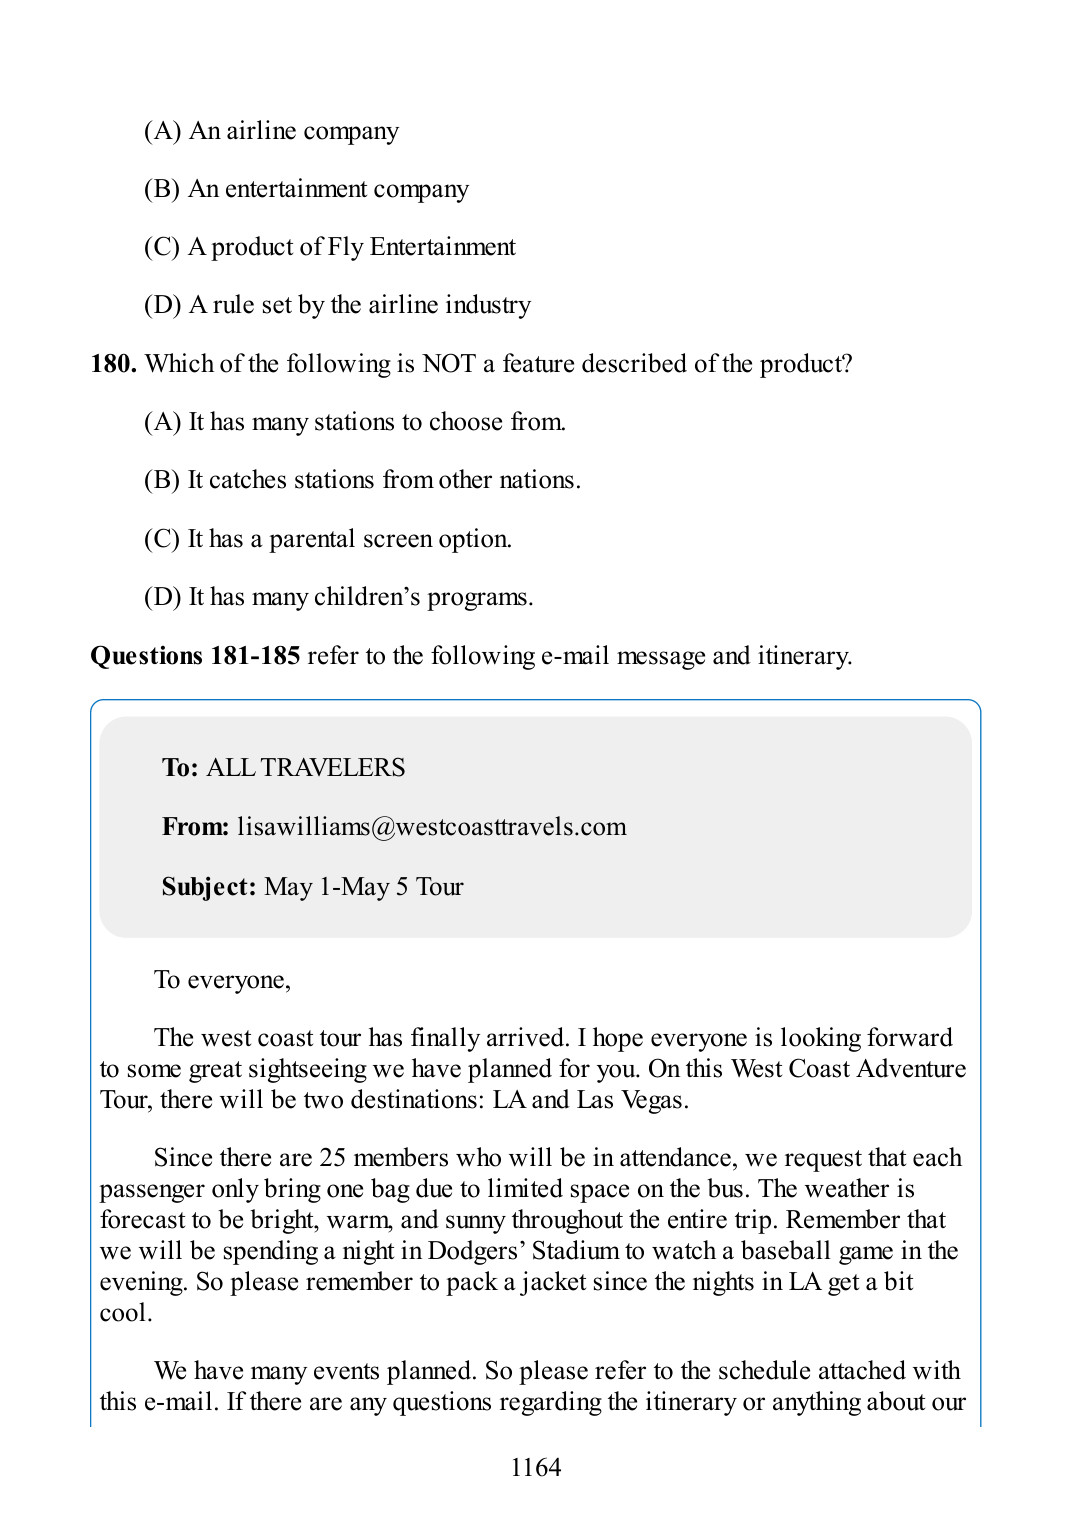 (A) An airline company
(B) An entertainment company
(C) A product of Fly Entertainment
(D) A rule set by the airline industry
180. Which of the following is NOT a feature described of the product?
(A) It has many stations to choose from.
(B) It catches stations from other nations.
(C) It has a parental screen option.
(D) It has many children’s programs.
Questions 181-185 refer to the following e-mail message and itinerary.
To: ALL TRAVELERS
From: lisawilliams@westcoasttravels.com
Subject: May 1-May 5 Tour
To everyone,
The west coast tour has finally arrived. I hope everyone is looking forward
to some great sightseeing we have planned for you. On this West Coast Adventure
Tour, there will be two destinations: LA and Las Vegas.
Since there are 25 members who will be in attendance, we request that each
passenger only bring one bag due to limited space on the bus. The weather is
forecast to be bright, warm, and sunny throughout the entire trip. Remember that
we will be spending a night in Dodgers’ Stadium to watch a baseball game in the
evening. So please remember to pack a jacket since the nights in LA get a bit
cool.
We have many events planned. So please refer to the schedule attached with
this e-mail. If there are any questions regarding the itinerary or anything about our
1164